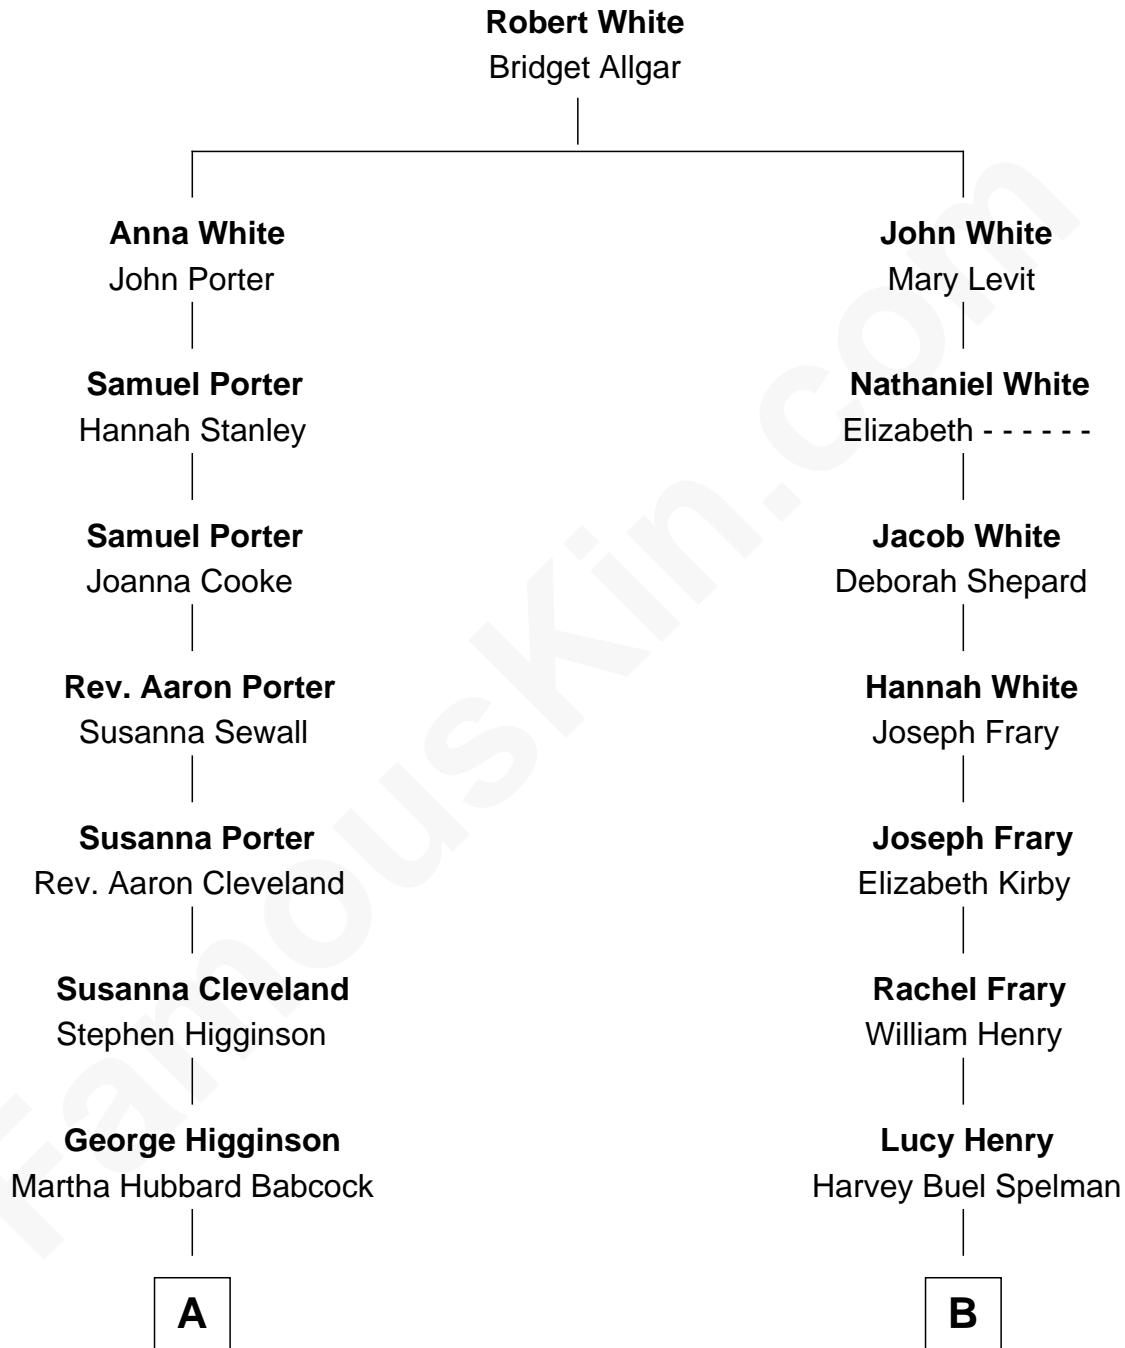 Robert White
Bridget Allgar
Anna White
John Porter
John White
Mary Levit
Samuel Porter
Hannah Stanley
Nathaniel White
Elizabeth - - - - - -
Samuel Porter
Joanna Cooke
Jacob White
Deborah Shepard
Rev. Aaron Porter
Susanna Sewall
Hannah White
Joseph Frary
Susanna Porter
Rev. Aaron Cleveland
Joseph Frary
Elizabeth Kirby
Susanna Cleveland
Stephen Higginson
Rachel Frary
William Henry
George Higginson
Martha Hubbard Babcock
Lucy Henry
Harvey Buel Spelman
A
B
FamousKin.com